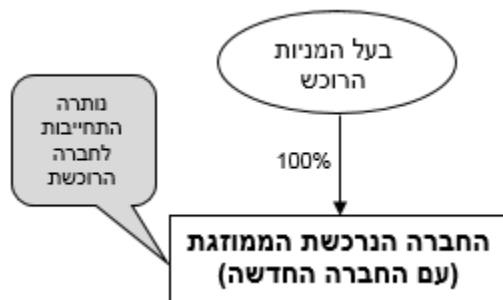 בעל המניות
הרוכש
נותרה
התחייבות
לחברה
הרוכשת
100%
החברה הנרכשת הממוזגת
(עם החברה החדשה)